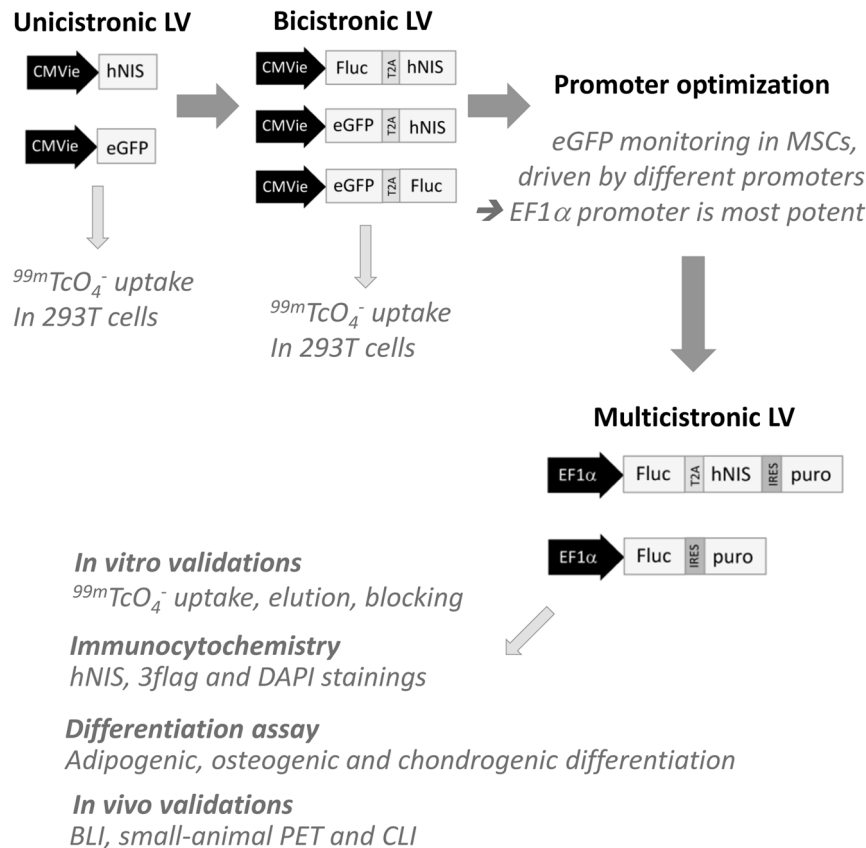 Unicistronic LV
CMVie hNIS
CMVie eGFP
99mTcO4- uptake
In 293T cells
Bicistronic LV
CMVie Fluc T2A hNIS
CMVie eGFP T2A hNIS
CMVie eGFP T2A Fluc
99mTcO4- uptake
In 293T cells
Promoter optimization
eGFP monitoring in MSCs,
driven by different promoters
➔ EF1α promoter is most potent
Multicistronic LV
EF1α Fluc T2A hNIS IRES puro
EF1α Fluc IRES puro
In vitro validations
99mTcO4- uptake, elution, blocking
Immunocytochemistry
hNIS, 3flag and DAPI stainings
Differentiation assay
Adipogenic, osteogenic and chondrogenic differentiation
In vivo validations
BLI, small-animal PET and CLI